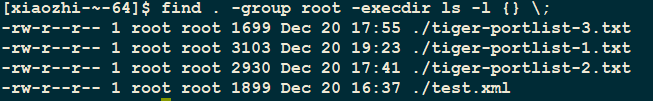 [xiaozhi-~-64]$ find . -group root -execdir ls -l {} \;
-rw-r--r-- 1 root root 1699 Dec 20 17:55 ./tiger-portlist-3.txt
-rw-r--r-- 1 root root 3103 Dec 20 19:23 ./tiger-portlist-1.txt
-rw-r--r-- 1 root root 2930 Dec 20 17:41 ./tiger-portlist-2.txt
-rw-r--r-- 1 root root 1899 Dec 20 16:37 ./test.xml